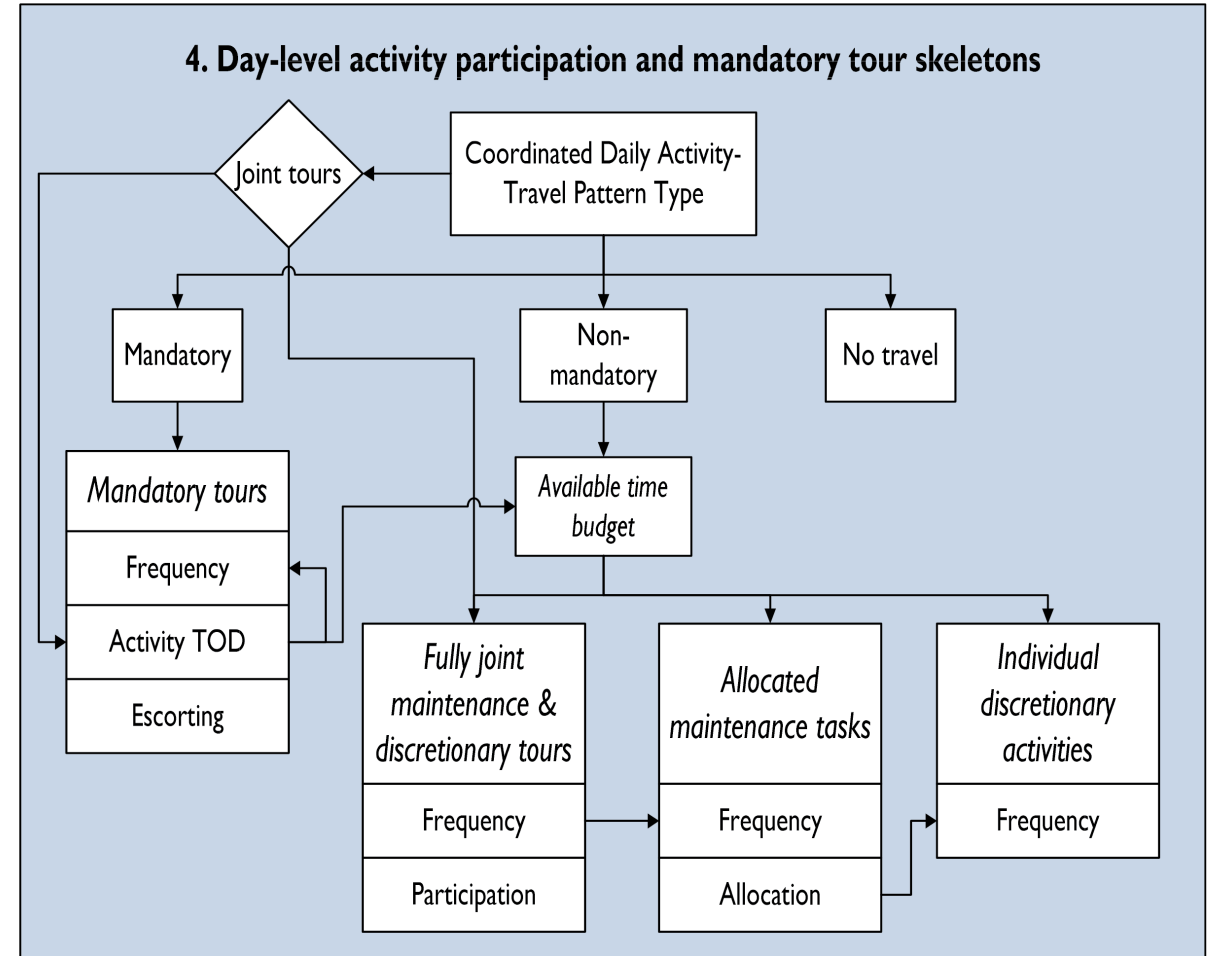 4. Day-level activity participation and mandatory tour skeletons
Joint tours
Coordinated Daily Activity-
Travel Pattern Type
Mandatory
Non-
mandatory
No travel
Mandatory tours
Frequency
Activity TOD
Escorting
Available time
budget
Fully joint
maintenance &
discretionary tours
Frequency
Participation
Allocated
maintenance tasks
Frequency
Allocation
Individual
discretionary
activities
Frequency